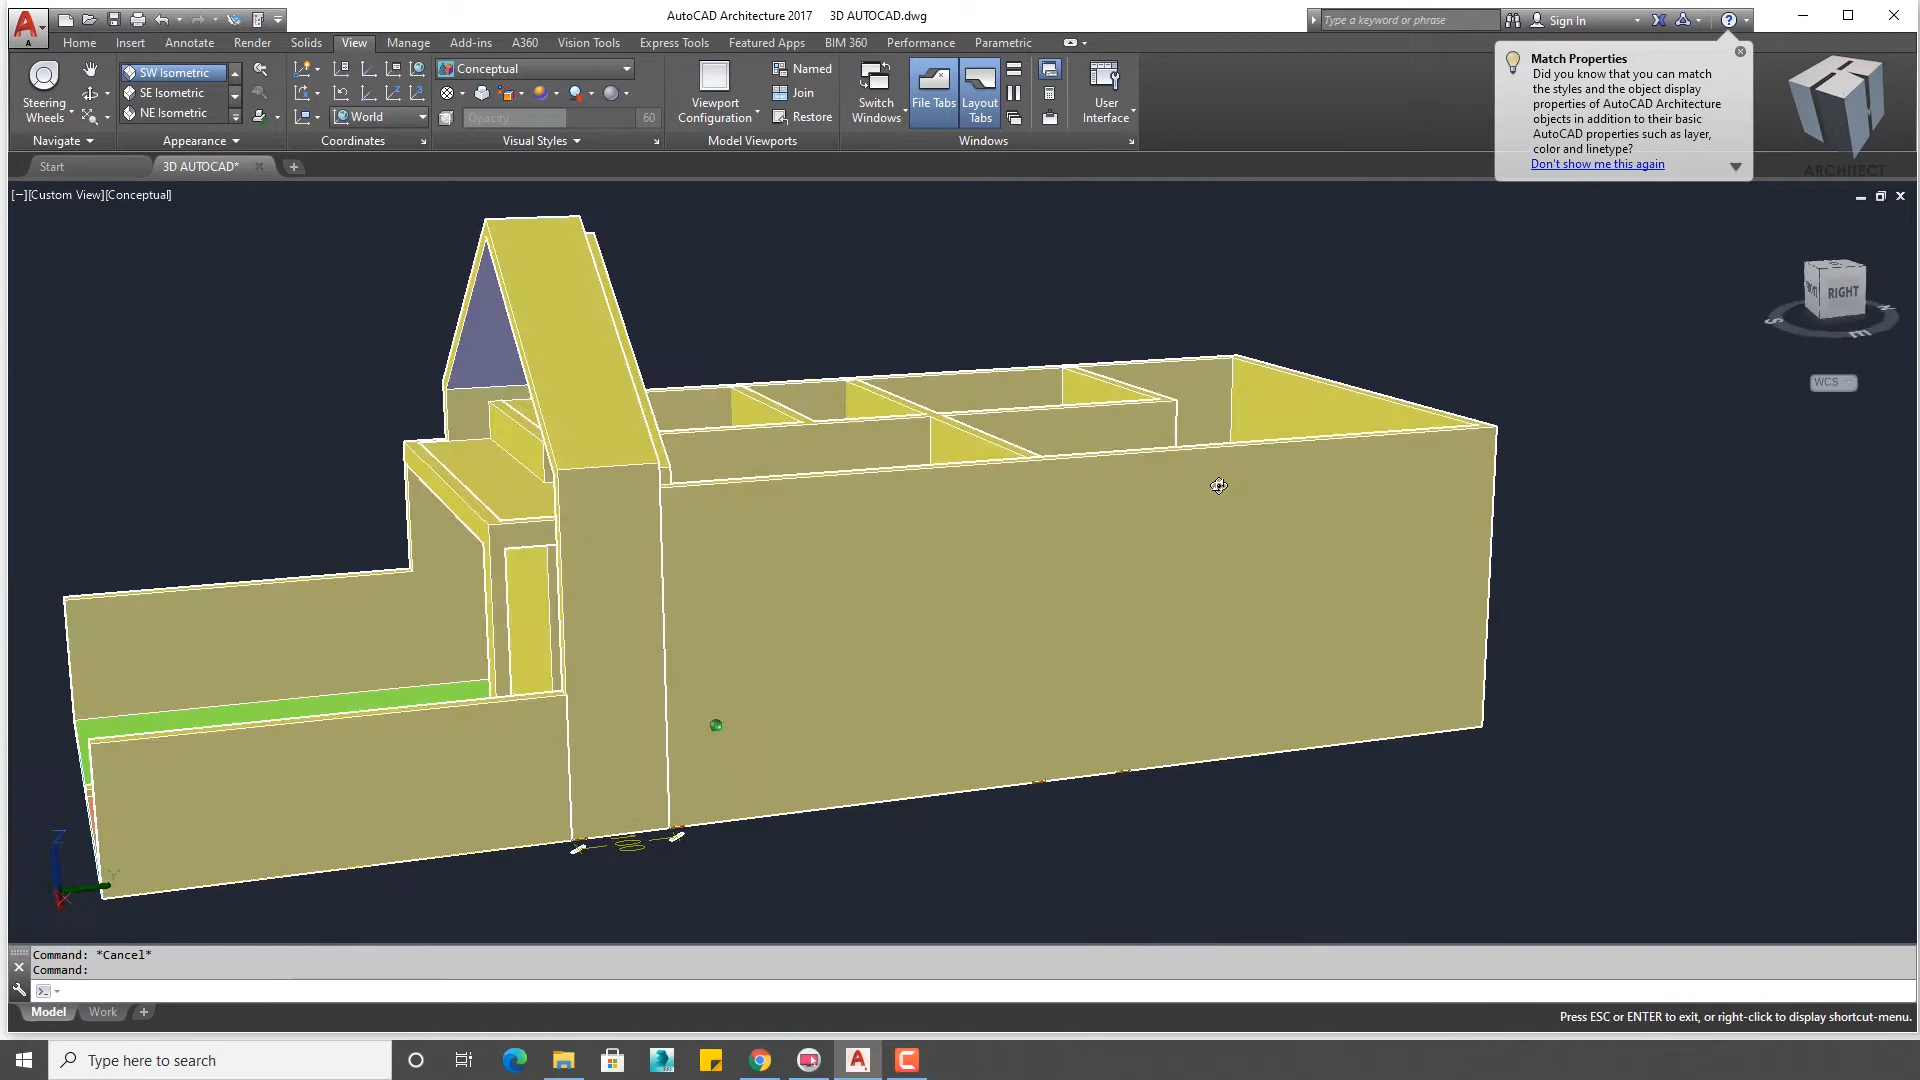 AutoCAD Architecture 2017 3D AUTOCAD.dwg
Type a keyword or phrase
Sign In
Home Insert Annotate Render Solids View Manage Add-ins A360 Vision Tools Express Tools Featured Apps BIM 360 Performance Parametric
Steering
Wheels
Navigate
SW Isometric
SE Isometric
NE Isometric
Appearance
World
Coordinates
Conceptual
Opacity 60
Visual Styles
Viewport
Configuration
Named
Join
Restore
Model Viewports
Switch
Windows
File Tabs
Layout
Tabs
User
Interface
Windows
Match Properties
Did you know that you can match
the styles and the object display
properties of AutoCAD Architecture
objects in addition to their basic
AutoCAD properties such as layer,
color and linetype?
Don't show me this again
ARCHITECT
Start
3D AUTOCAD*
[−][Custom View][Conceptual]
RIGHT
S
E
N
WCS
Z
Y
X
Command: *Cancel*
Command:
Model
Work
Press ESC or ENTER to exit, or right-click to display shortcut-menu.
Type here to search